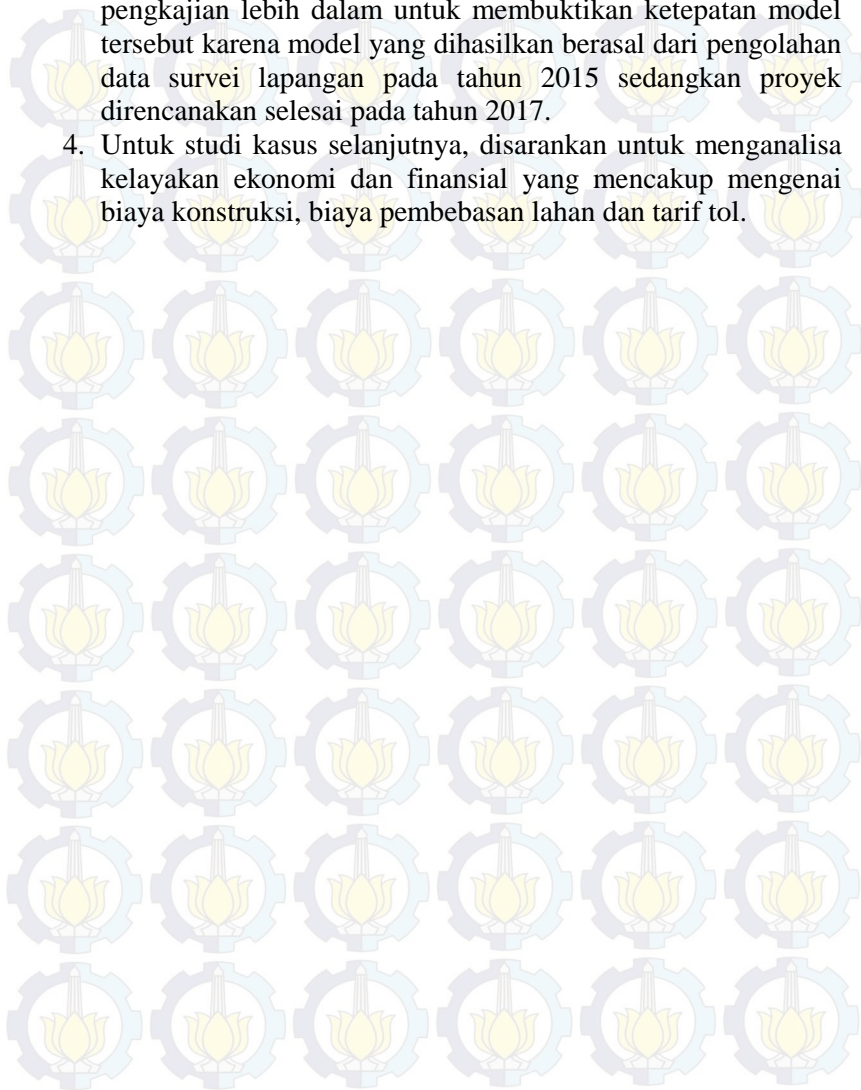 pengkajian lebih dalam untuk membuktikan ketepatan model
tersebut karena model yang dihasilkan berasal dari pengolahan
data survei lapangan pada tahun 2015 sedangkan proyek
direncanakan selesai pada tahun 2017.
4. Untuk studi kasus selanjutnya, disarankan untuk menganalisa
kelayakan ekonomi dan finansial yang mencakup mengenai
biaya konstruksi, biaya pembebasan lahan dan tarif tol.